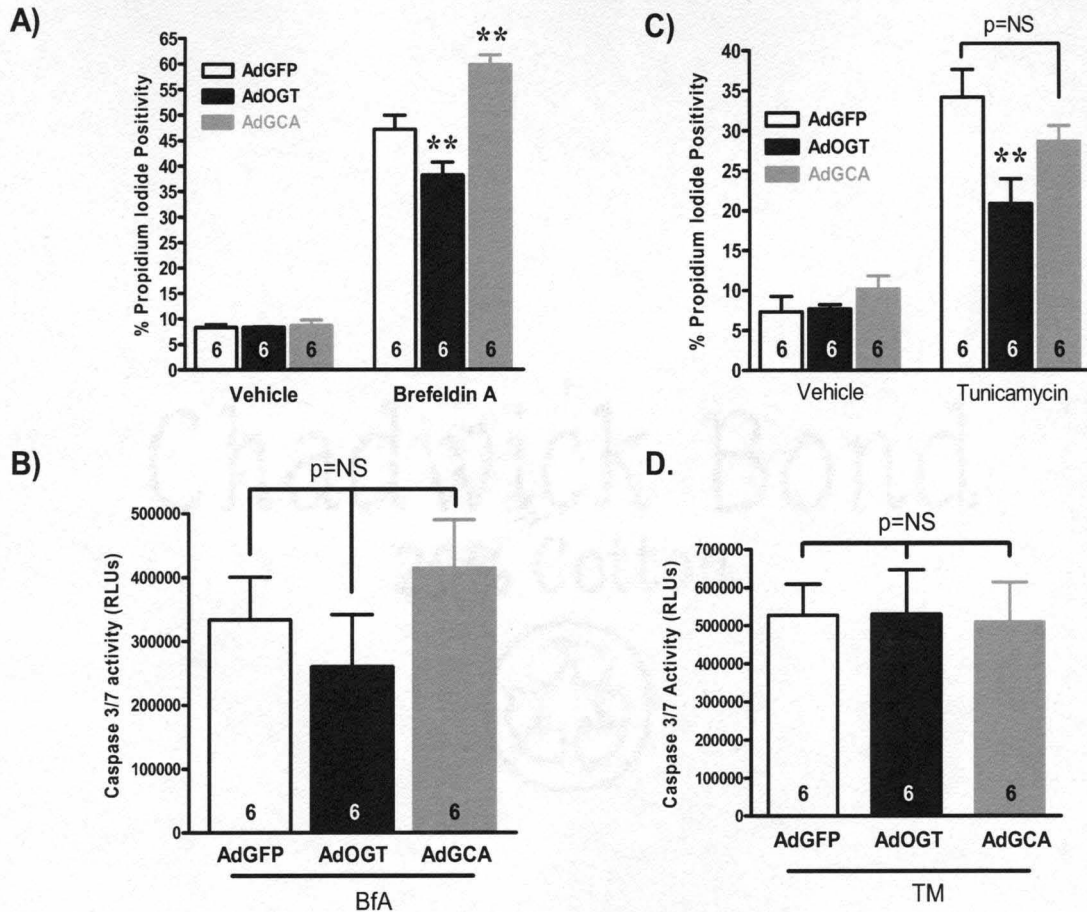 A)
% Propidium Iodide Positivity
65
60
55
50
45
40
35
30
25
20
15
10
5
0
AdGFP
AdOGT
AdGCA
**
**
6
6
6
6
6
6
Vehicle
Brefeldin A
C)
p=NS
% Propidium Iodide Positivity
40
35
30
25
20
15
10
5
0
AdGFP
AdOGT
AdGCA
**
6
6
6
6
6
6
Vehicle
Tunicamycin
B)
p=NS
Caspase 3/7 activity (RLUs)
500000
400000
300000
200000
100000
0
6
6
6
AdGFP
AdOGT
AdGCA
BfA
D.
p=NS
Caspase 3/7 Activity (RLUs)
700000
600000
500000
400000
300000
200000
100000
0
6
6
6
AdGFP
AdOGT
AdGCA
TM
Chadwick Bond
Cotton